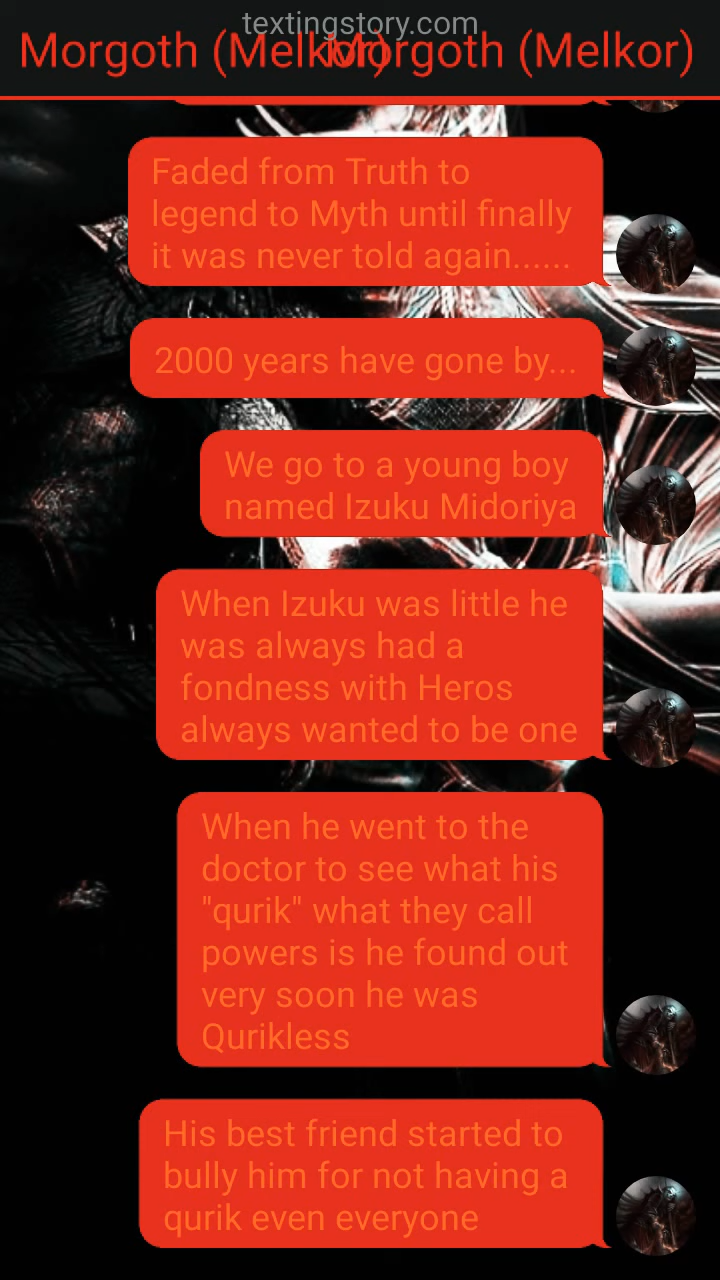 textingstory.com
Morgoth (Melkor)
Morgoth (Melkor)
Faded from Truth to
legend to Myth until finally
it was never told again......
2000 years have gone by...
We go to a young boy
named Izuku Midoriya
When Izuku was little he
was always had a
fondness with Heros
always wanted to be one
When he went to the
doctor to see what his
"qurik" what they call
powers is he found out
very soon he was
Qurikless
His best friend started to
bully him for not having a
qurik even everyone